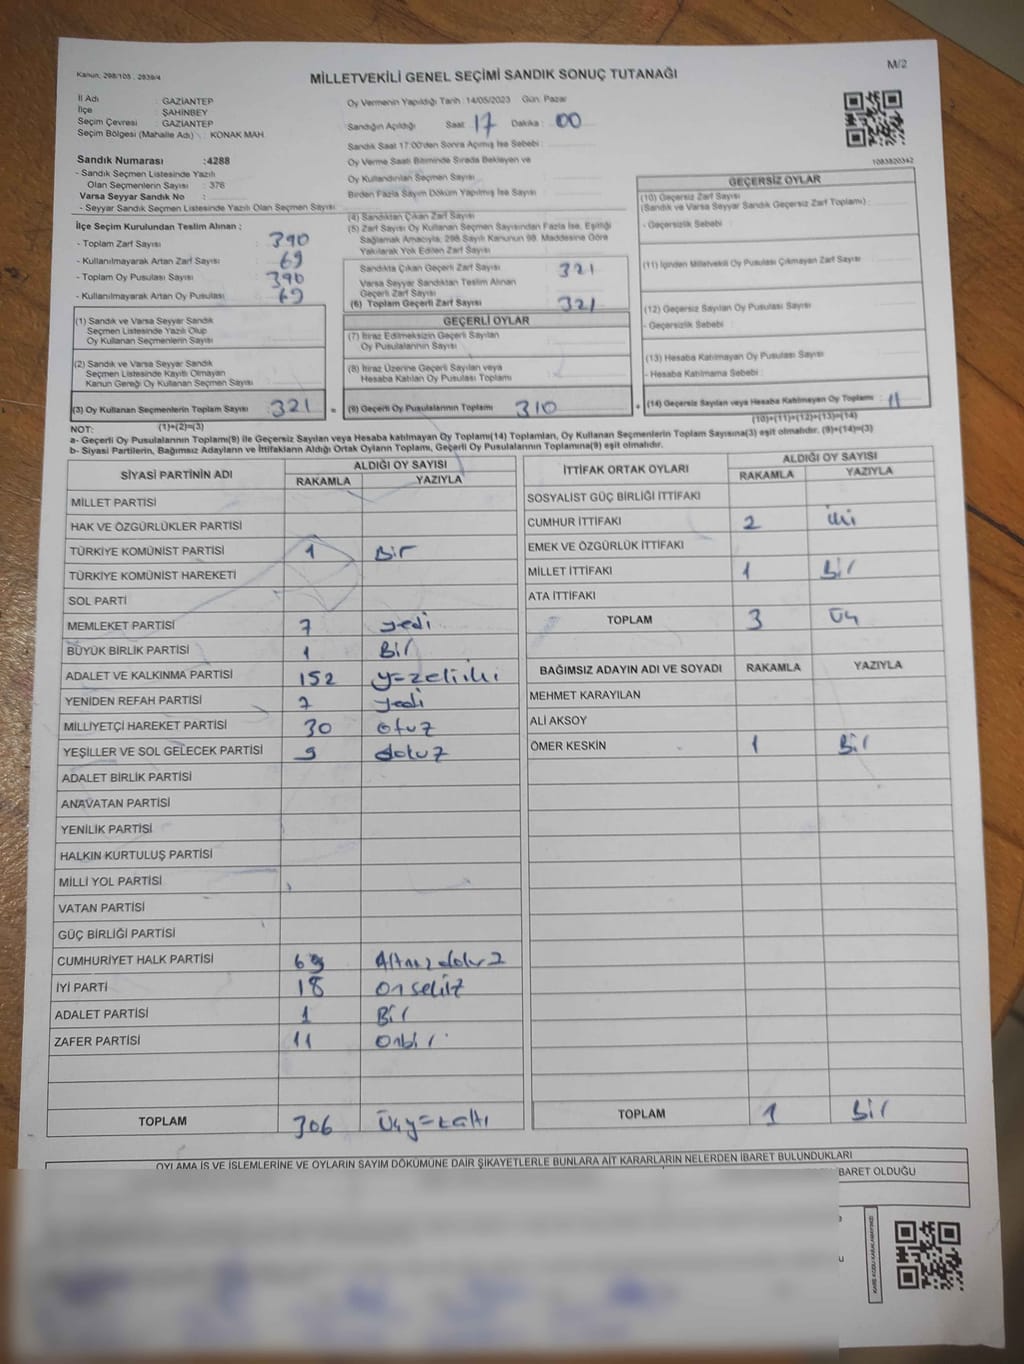 Kanun, 298/105 , 2839/4
MİLLETVEKİLİ GENEL SEÇİMİ SANDIK SONUÇ TUTANAĞI
M/2
İl Adı : GAZİANTEP
İlçe : ŞAHİNBEY
Seçim Çevresi : GAZİANTEP
Seçim Bölgesi (Mahalle Adı) : KONAK MAH.
Sandık Numarası :4288
- Sandık Seçmen Listesinde Yazılı
Olan Seçmenlerin Sayısı : 376
Varsa Seyyar Sandık No :
- Seyyar Sandık Seçmen Listesinde Yazılı Olan Seçmen Sayısı:
Oy Vermenin Yapıldığı Tarih : 14/05/2023 Gün: Pazar
Sandığın Açıldığı Saat: 17 Dakika : 00
Sandık Saat 17:00'den Sonra Açılmış İse Sebebi :
Oy Verme Saati Bitiminde Sırada Bekleyen ve
Oy Kullandırılan Seçmen Sayısı :
Birden Fazla Sayım Döküm Yapılmış İse Sayısı :
1083820342
İlçe Seçim Kurulundan Teslim Alınan ;
- Toplam Zarf Sayısı : 390
- Kullanılmayarak Artan Zarf Sayısı : 69
- Toplam Oy Pusulası Sayısı : 390
- Kullanılmayarak Artan Oy Pusulası : 69
(4) Sandıktan Çıkan Zarf Sayısı :
(5) Zarf Sayısı Oy Kullanan Seçmen Sayısından Fazla İse, Eşitliği
Sağlamak Amacıyla, 298 Sayılı Kanunun 98. Maddesine Göre
Yakılarak Yok Edilen Zarf Sayısı :
Sandıkta Çıkan Geçerli Zarf Sayısı : 321
Varsa Seyyar Sandıktan Teslim Alınan
Geçerli Zarf Sayısı :
(6) Toplam Geçerli Zarf Sayısı : 321
GEÇERSİZ OYLAR
(10) Geçersiz Zarf Sayısı
(Sandık ve Varsa Seyyar Sandık Geçersiz Zarf Toplamı) :
- Geçersizlik Sebebi :
(11) İçinden Milletvekili Oy Pusulası Çıkmayan Zarf Sayısı :
(12) Geçersiz Sayılan Oy Pusulası Sayısı :
- Geçersizlik Sebebi :
(13) Hesaba Katılmayan Oy Pusulası Sayısı :
- Hesaba Katılmama Sebebi :
(14) Geçersiz Sayılan veya Hesaba Katılmayan Oy Toplamı : 11
(10)+(11)+(12)+(13)=(14)
(1) Sandık ve Varsa Seyyar Sandık
Seçmen Listesinde Yazılı Olup
Oy Kullanan Seçmenlerin Sayısı :
(2) Sandık ve Varsa Seyyar Sandık
Seçmen Listesinde Kayıtlı Olmayan
Kanun Gereği Oy Kullanan Seçmen Sayısı :
(3) Oy Kullanan Seçmenlerin Toplam Sayısı : 321 =
(1)+(2)=(3)
GEÇERLİ OYLAR
(7) İtiraz Edilmeksizin Geçerli Sayılan
Oy Pusulalarının Sayısı :
(8) İtiraz Üzerine Geçerli Sayılan veya
Hesaba Katılan Oy Pusulası Toplamı :
(9) Geçerli Oy Pusulalarının Toplamı : 310 +
NOT:
a- Geçerli Oy Pusulalarının Toplamı(9) ile Geçersiz Sayılan veya Hesaba katılmayan Oy Toplamı(14) Toplamları, Oy Kullanan Seçmenlerin Toplam Sayısına(3) eşit olmalıdır. (9)+(14)=(3)
b- Siyasi Partilerin, Bağımsız Adayların ve İttifakların Aldığı Ortak Oyların Toplamı, Geçerli Oy Pusulalarının Toplamına(9) eşit olmalıdır.
SİYASİ PARTİNİN ADI ALDIĞI OY SAYISI
RAKAMLA YAZIYLA
MİLLET PARTİSİ
HAK VE ÖZGÜRLÜKLER PARTİSİ
TÜRKİYE KOMÜNİST PARTİSİ 1 Bir
TÜRKİYE KOMÜNİST HAREKETİ
SOL PARTİ
MEMLEKET PARTİSİ 7 yedi
BÜYÜK BİRLİK PARTİSİ 1 Bir
ADALET VE KALKINMA PARTİSİ 152 yüzelliiki
YENİDEN REFAH PARTİSİ 7 yedi
MİLLİYETÇİ HAREKET PARTİSİ 30 otuz
YEŞİLLER VE SOL GELECEK PARTİSİ 9 dokuz
ADALET BİRLİK PARTİSİ
ANAVATAN PARTİSİ
YENİLİK PARTİSİ
HALKIN KURTULUŞ PARTİSİ
MİLLİ YOL PARTİSİ
VATAN PARTİSİ
GÜÇ BİRLİĞİ PARTİSİ
CUMHURİYET HALK PARTİSİ 69 Altmışdokuz
İYİ PARTİ 18 onsekiz
ADALET PARTİSİ 1 Bir
ZAFER PARTİSİ 11 onbir
TOPLAM 306 Üçyüzaltı
İTTİFAK ORTAK OYLARI ALDIĞI OY SAYISI
RAKAMLA YAZIYLA
SOSYALİST GÜÇ BİRLİĞİ İTTİFAKI
CUMHUR İTTİFAKI 2 iki
EMEK VE ÖZGÜRLÜK İTTİFAKI
MİLLET İTTİFAKI 1 Bir
ATA İTTİFAKI
TOPLAM 3 Üç
BAĞIMSIZ ADAYIN ADI VE SOYADI RAKAMLA YAZIYLA
MEHMET KARAYILAN
ALİ AKSOY
ÖMER KESKİN 1 Bir
TOPLAM 1 Bir
OYLAMA İŞ VE İŞLEMLERİNE VE OYLARIN SAYIM DÖKÜMÜNE DAİR ŞİKAYETLERLE BUNLARA AİT KARARLARIN NELERDEN İBARET BULUNDUKLARI
BARET OLDUĞU